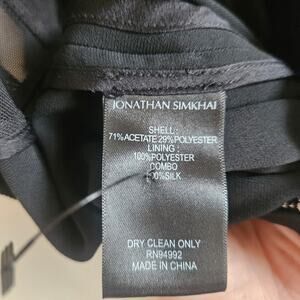 JONATHAN SIMKHAI
SHELL:
71%ACETATE 29%POLYESTER
LINING:
100%POLYESTER
COMBO
100%SILK
DRY CLEAN ONLY
RN94992
MADE IN CHINA